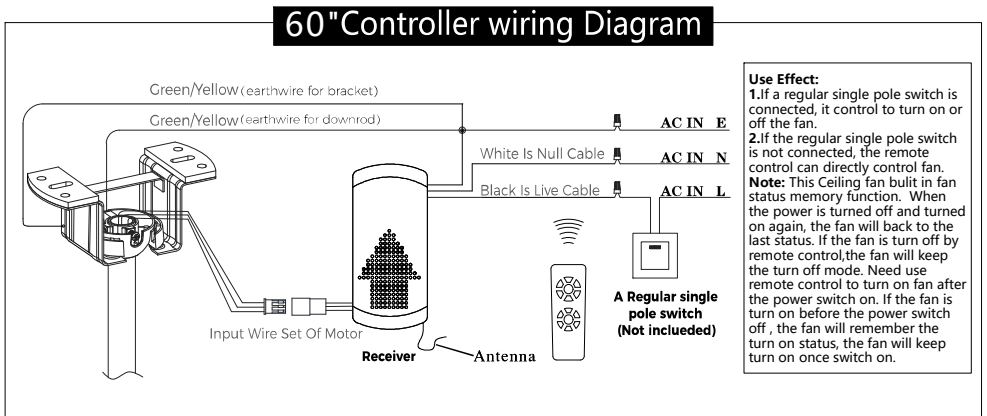 60"Controller wiring Diagram
Green/Yellow(earthwire for bracket)
Green/Yellow(earthwire for downrod)
AC IN E
White Is Null Cable
AC IN N
Black Is Live Cable
AC IN L
A Regular single
pole switch
(Not inclueded)
Input Wire Set Of Motor
Receiver
Antenna
Use Effect:
1.If a regular single pole switch is
connected, it control to turn on or
off the fan.
2.If the regular single pole switch
is not connected, the remote
control can directly control fan.
Note: This Ceiling fan bulit in fan
status memory function. When
the power is turned off and turned
on again, the fan will back to the
last status. If the fan is turn off by
remote control,the fan will keep
the turn off mode. Need use
remote control to turn on fan after
the power switch on. If the fan is
turn on before the power switch
off , the fan will remember the
turn on status, the fan will keep
turn on once switch on.